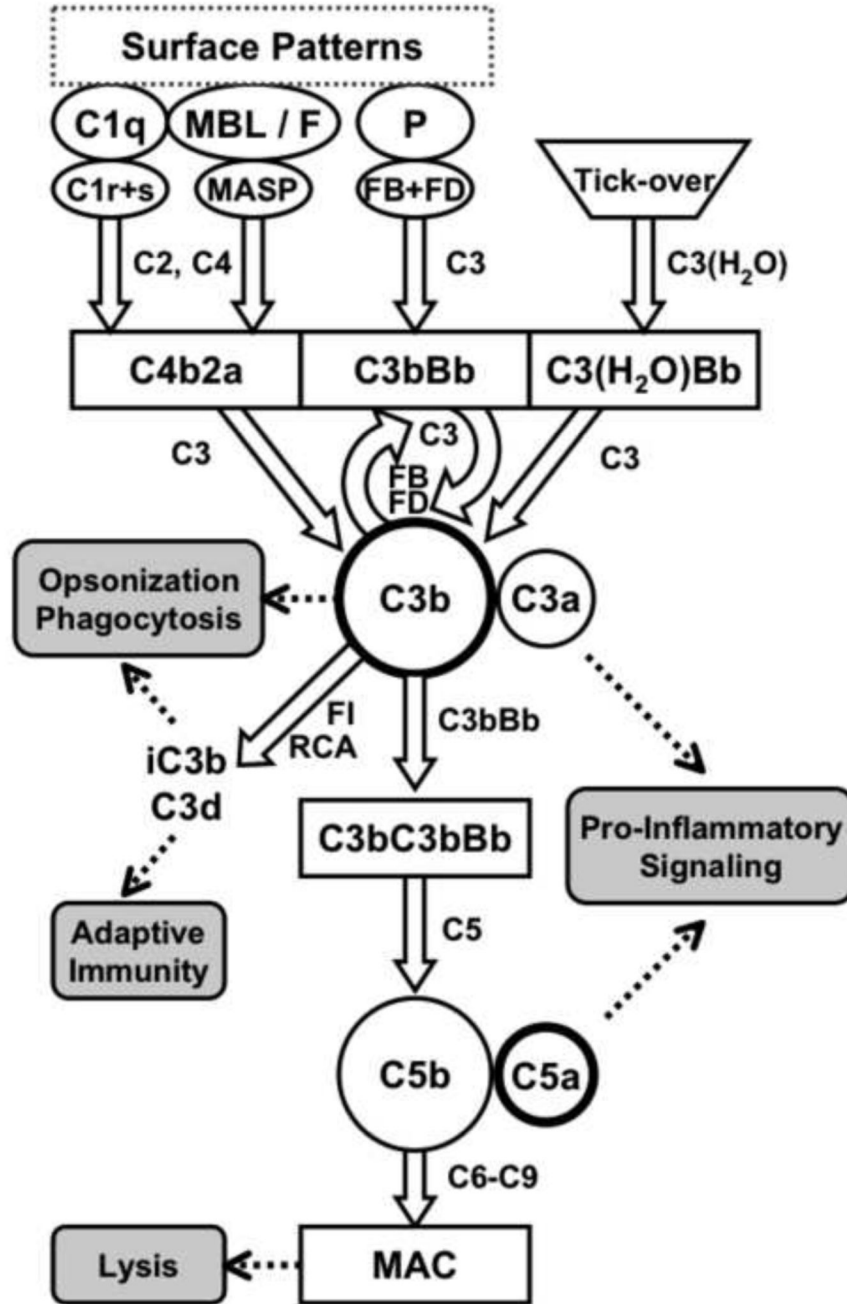 Surface Patterns
C1q
MBL / F
P
C1r+s
MASP
FB+FD
Tick-over
C2, C4
C3
C3(H₂O)
C4b2a
C3bBb
C3(H₂O)Bb
C3
C3
C3
FB
FD
Opsonization
Phagocytosis
C3b
C3a
FI
RCA
C3bBb
iC3b
C3d
C3bC3bBb
Pro-Inflammatory
Signaling
Adaptive
Immunity
C5
C5b
C5a
C6-C9
Lysis
MAC